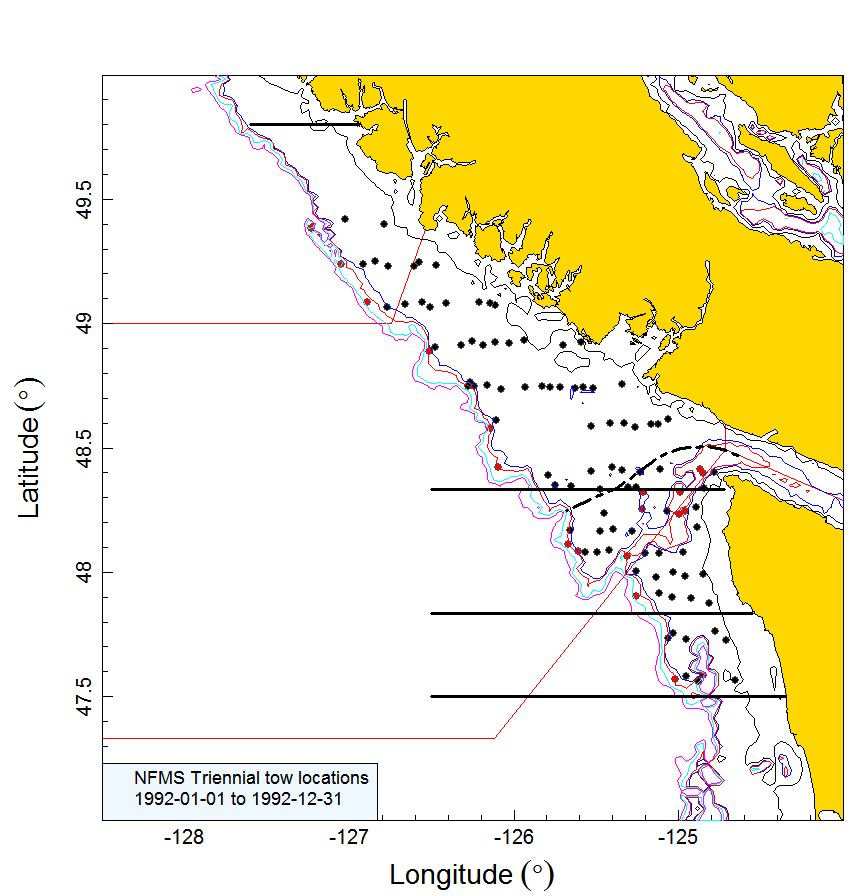 49.5
49
48.5
48
47.5
Latitude (°)
NFMS Triennial tow locations
1992-01-01 to 1992-12-31
-128
-127
-126
-125
Longitude (°)